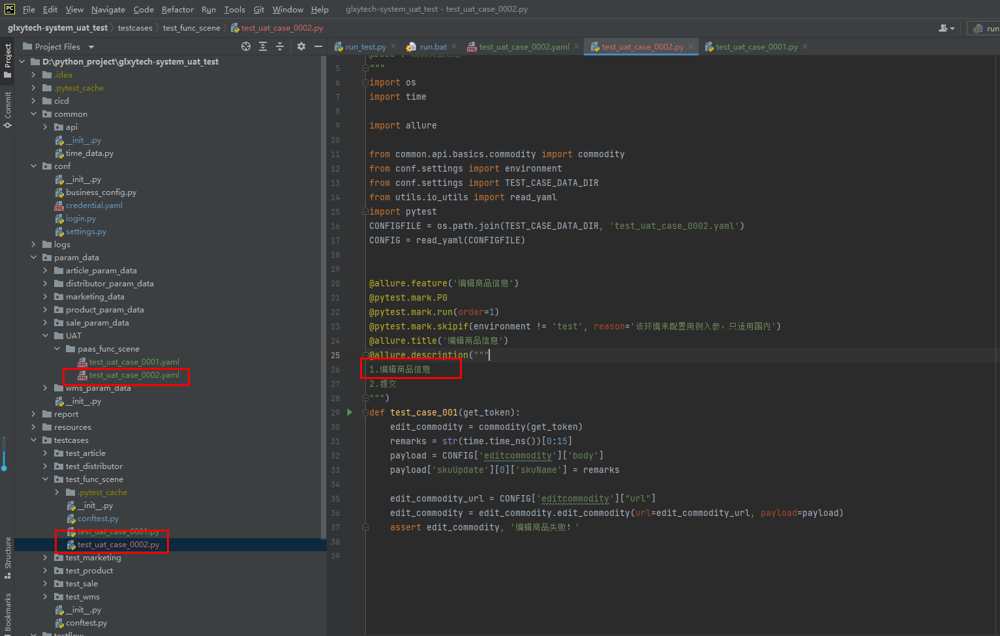 PC File Edit View Navigate Code Refactor Run Tools Git Window Help glxytech-system_uat_test - test_uat_case_0002.py
glxytech-system_uat_test testcases test_func_scene test_uat_case_0002.py run
Project Files
run_test.py run.bat test_uat_case_0002.yaml test_uat_case_0002.py test_uat_case_0001.py
Project
Commit
Structure
Bookmarks
D:\python_project\glxytech-system_uat_test
.idea
.pytest_cache
cicd
common
api
__init__.py
time_data.py
conf
__init__.py
business_config.py
credential.yaml
login.py
settings.py
logs
param_data
article_param_data
distributor_param_data
marketing_data
product_param_data
sale_param_data
UAT
paas_func_scene
test_uat_case_0001.yaml
test_uat_case_0002.yaml
wms_param_data
__init__.py
report
resources
testcases
test_article
test_distributor
test_func_scene
.pytest_cache
__init__.py
conftest.py
test_uat_case_0001.py
test_uat_case_0002.py
test_marketing
test_product
test_sale
test_wms
__init__.py
conftest.py
testflow
5 """
6 import os
7 import time
8
9 import allure
10
11 from common.api.basics.commodity import commodity
12 from conf.settings import environment
13 from conf.settings import TEST_CASE_DATA_DIR
14 from utils.io_utils import read_yaml
15 import pytest
16 CONFIGFILE = os.path.join(TEST_CASE_DATA_DIR, 'test_uat_case_0002.yaml')
17 CONFIG = read_yaml(CONFIGFILE)
18
19
20 @allure.feature('编辑商品信息')
21 @pytest.mark.P0
22 @pytest.mark.run(order=1)
23 @pytest.mark.skipif(environment != 'test', reason='该环境未配置用例入参，只适用国内')
24 @allure.title('编辑商品信息')
25 @allure.description("""
26 1.编辑商品信息
27 2.提交
28 """)
29 def test_case_001(get_token):
30 edit_commodity = commodity(get_token)
31 remarks = str(time.time_ns())[0:15]
32 payload = CONFIG['editcommodity']['body']
33 payload['skuUpdate'][0]['skuName'] = remarks
34
35 edit_commodity_url = CONFIG['editcommodity']["url"]
36 edit_commodity = edit_commodity.edit_commodity(url=edit_commodity_url, payload=payload)
37 assert edit_commodity, '编辑商品失败！'
38
39